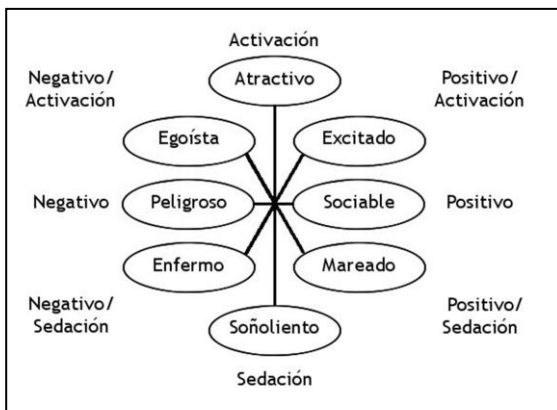 Activación
Negativo/
Activación
Atractivo
Positivo/
Activación
Egoísta
Excitado
Negativo
Peligroso
Sociable
Positivo
Enfermo
Mareado
Negativo/
Sedación
Soñoliento
Positivo/
Sedación
Sedación